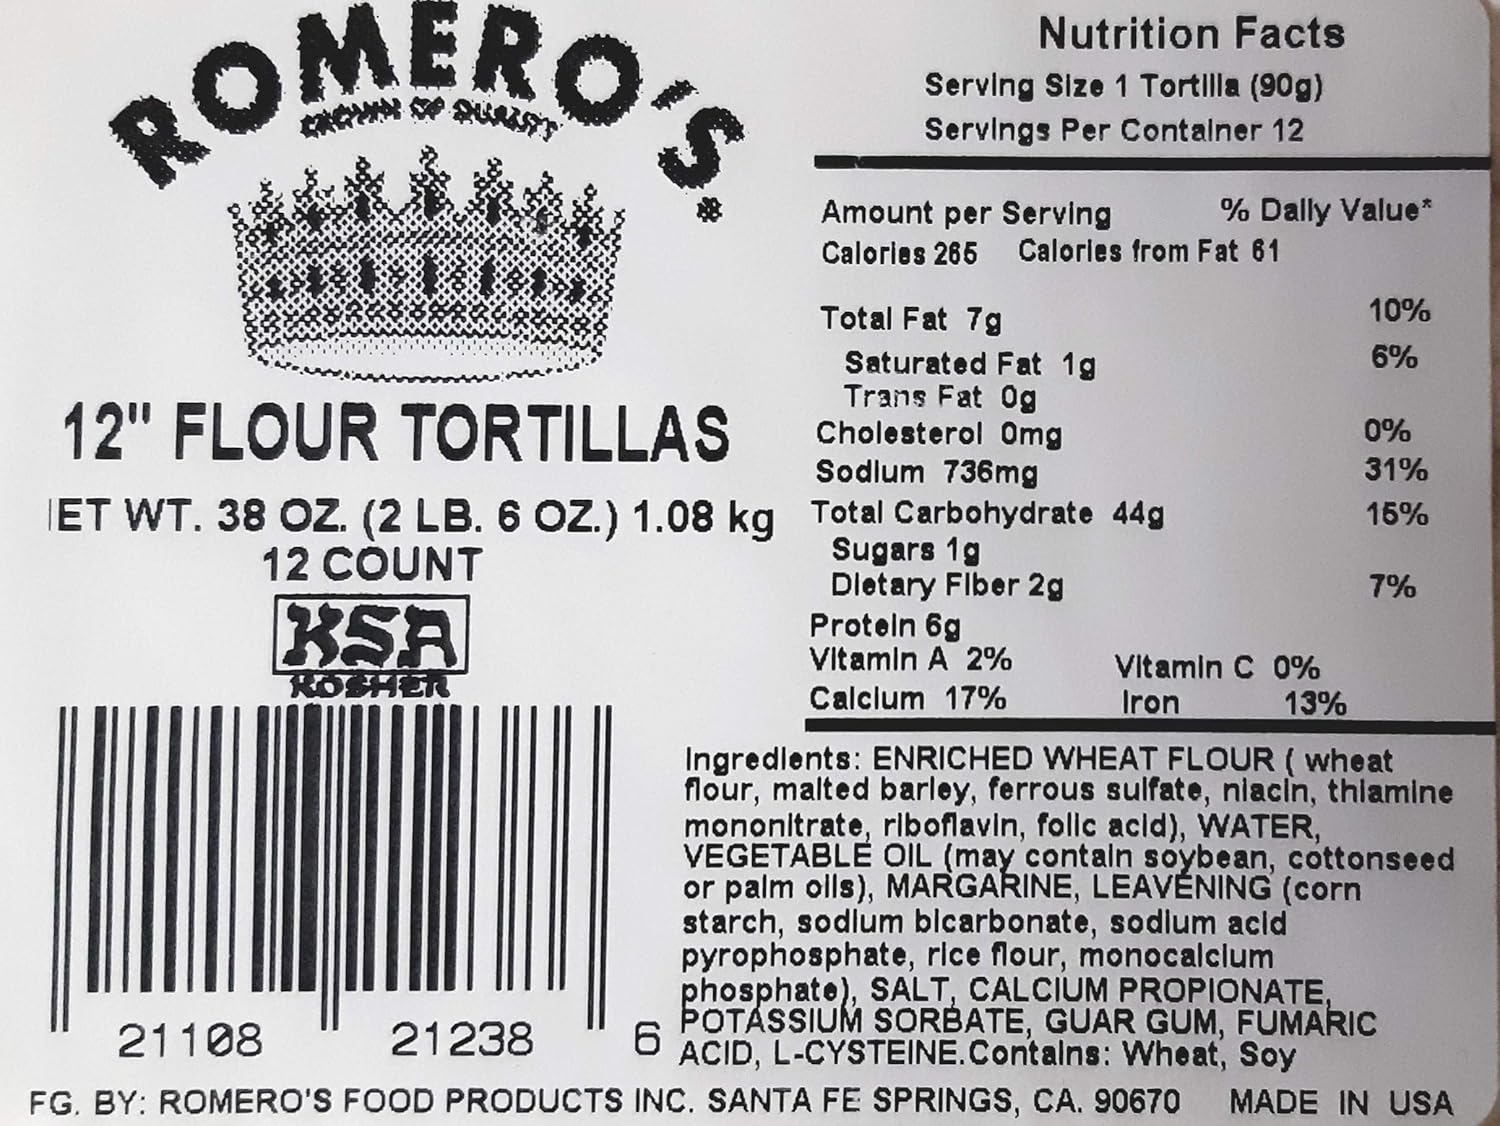 ROMERO'S
CROWN OF QUALITY
®
12" FLOUR TORTILLAS
ET WT. 38 OZ. (2 LB. 6 OZ.) 1.08 kg
12 COUNT
KSA
KOSHER
21108 21238 6
Nutrition Facts
Serving Size 1 Tortilla (90g)
Servings Per Container 12
Amount per Serving % Daily Value*
Calories 265 Calories from Fat 61
Total Fat 7g 10%
Saturated Fat 1g 6%
Trans Fat 0g
Cholesterol 0mg 0%
Sodium 736mg 31%
Total Carbohydrate 44g 15%
Sugars 1g
Dietary Fiber 2g 7%
Protein 6g
Vitamin A 2% Vitamin C 0%
Calcium 17% Iron 13%
Ingredients: ENRICHED WHEAT FLOUR ( wheat
flour, malted barley, ferrous sulfate, niacin, thiamine
mononitrate, riboflavin, folic acid), WATER,
VEGETABLE OIL (may contain soybean, cottonseed
or palm oils), MARGARINE, LEAVENING (corn
starch, sodium bicarbonate, sodium acid
pyrophosphate, rice flour, monocalcium
phosphate), SALT, CALCIUM PROPIONATE,
POTASSIUM SORBATE, GUAR GUM, FUMARIC
ACID, L-CYSTEINE.Contains: Wheat, Soy
FG. BY: ROMERO'S FOOD PRODUCTS INC. SANTA FE SPRINGS, CA. 90670 MADE IN USA